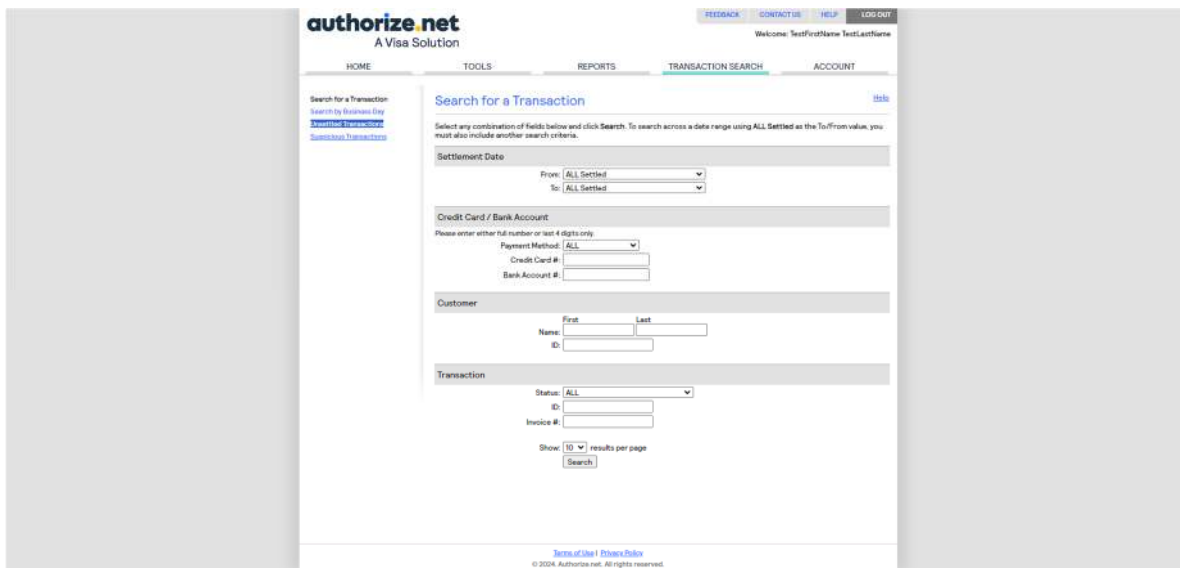 authorize.net
A Visa Solution
FEEDBACK CONTACT US HELP LOG OUT
Welcome: TestFirstName TestLastName
HOME TOOLS REPORTS TRANSACTION SEARCH ACCOUNT
Search for a Transaction
Search by Business Day
Unsettled Transactions
Suspicious Transactions
Search for a Transaction
Help
Select any combination of fields below and click Search. To search across a date range using ALL Settled as the To/From value, you
must also include another search criteria.
Settlement Date
From: ALL Settled
To: ALL Settled
Credit Card / Bank Account
Please enter either full number or last 4 digits only.
Payment Method: ALL
Credit Card #:
Bank Account #:
Customer
First Last
Name:
ID:
Transaction
Status: ALL
ID:
Invoice #:
Show: 10 results per page
Search
Terms of Use | Privacy Policy
© 2024. Authorize.net. All rights reserved.